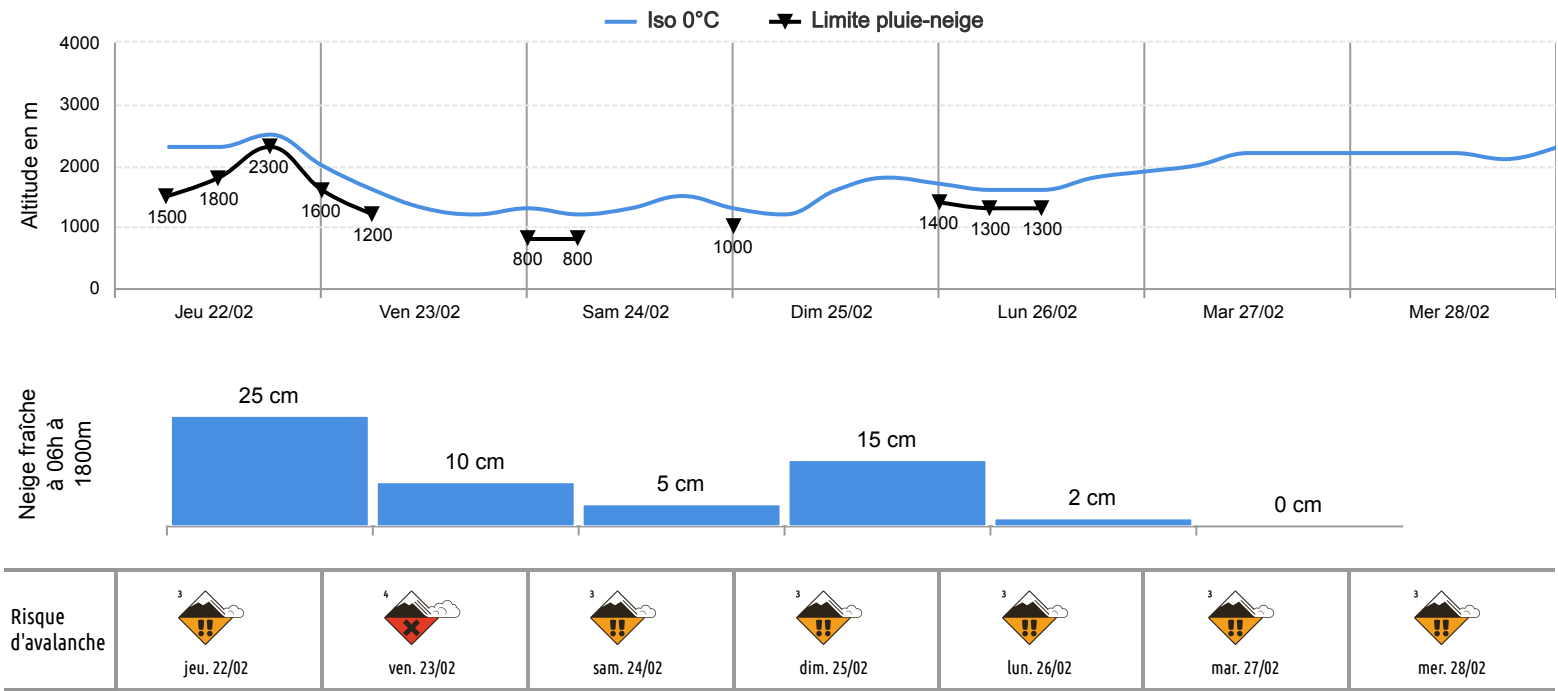 Iso 0°C
Limite pluie-neige
Altitude en m
4000
3000
2000
1000
0
1500
1800
2300
1600
1200
800
800
1000
1400
1300
1300
Jeu 22/02
Ven 23/02
Sam 24/02
Dim 25/02
Lun 26/02
Mar 27/02
Mer 28/02
Neige fraîche
à 06h à
1800m
25 cm
10 cm
5 cm
15 cm
2 cm
0 cm
Risque
d'avalanche
3
jeu. 22/02
4
ven. 23/02
3
sam. 24/02
3
dim. 25/02
3
lun. 26/02
3
mar. 27/02
3
mer. 28/02